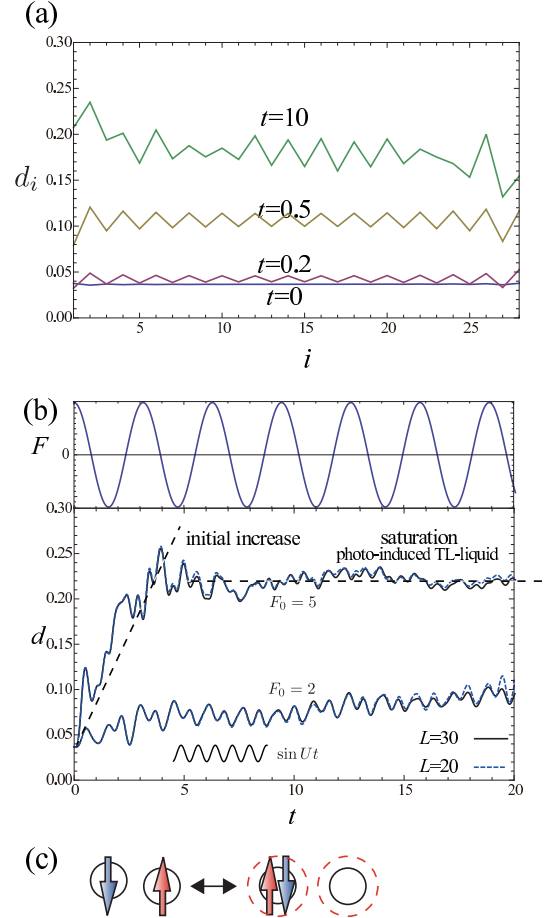 (a)
0.30
0.25
0.20
0.15
0.10
0.05
0.00
d_i
t=10
t=0.5
t=0.2
t=0
5
10
15
20
25
i
(b)
F
0
0.30
0.25
0.20
0.15
0.10
0.05
0.00
d
initial increase
saturation
photo-induced TL-liquid
F_0 = 5
F_0 = 2
sin Ut
L=30
L=20
0
5
10
15
20
t
(c)